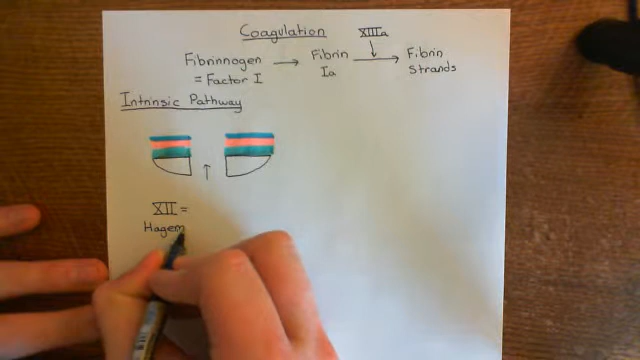 Coagulation
XIIIa
Fibrinnogen → Fibrin → Fibrin
= Factor I Ia Strands
Intrinsic Pathway
↑
XII =
Hagem